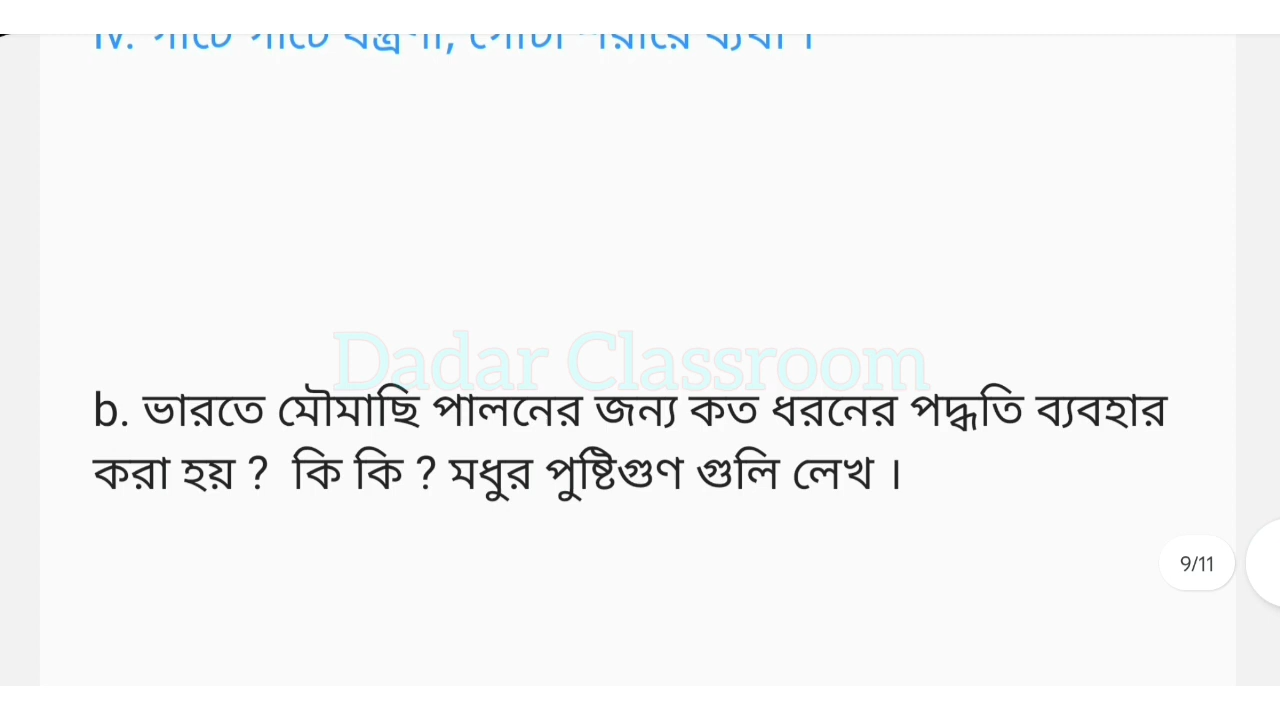 Dadar Classroom
b. ভারতে মৌমাছি পালনের জন্য কত ধরনের পদ্ধতি ব্যবহার
করা হয় ? কি কি ? মধুর পুষ্টিগুণ গুলি লেখ ।
9/11